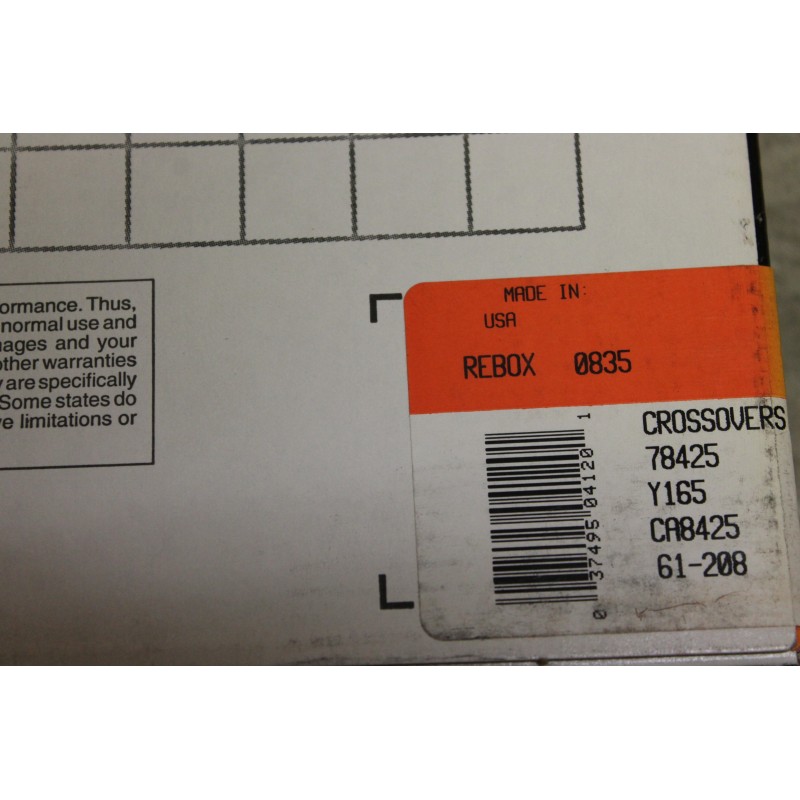 ormance. Thus,
normal use and
nages and your
other warranties
are specifically
Some states do
e limitations or
MADE IN:
USA
REBOX 0835
CROSSOVERS
78425
Y165
CA8425
61-208
0 37495 04120 1